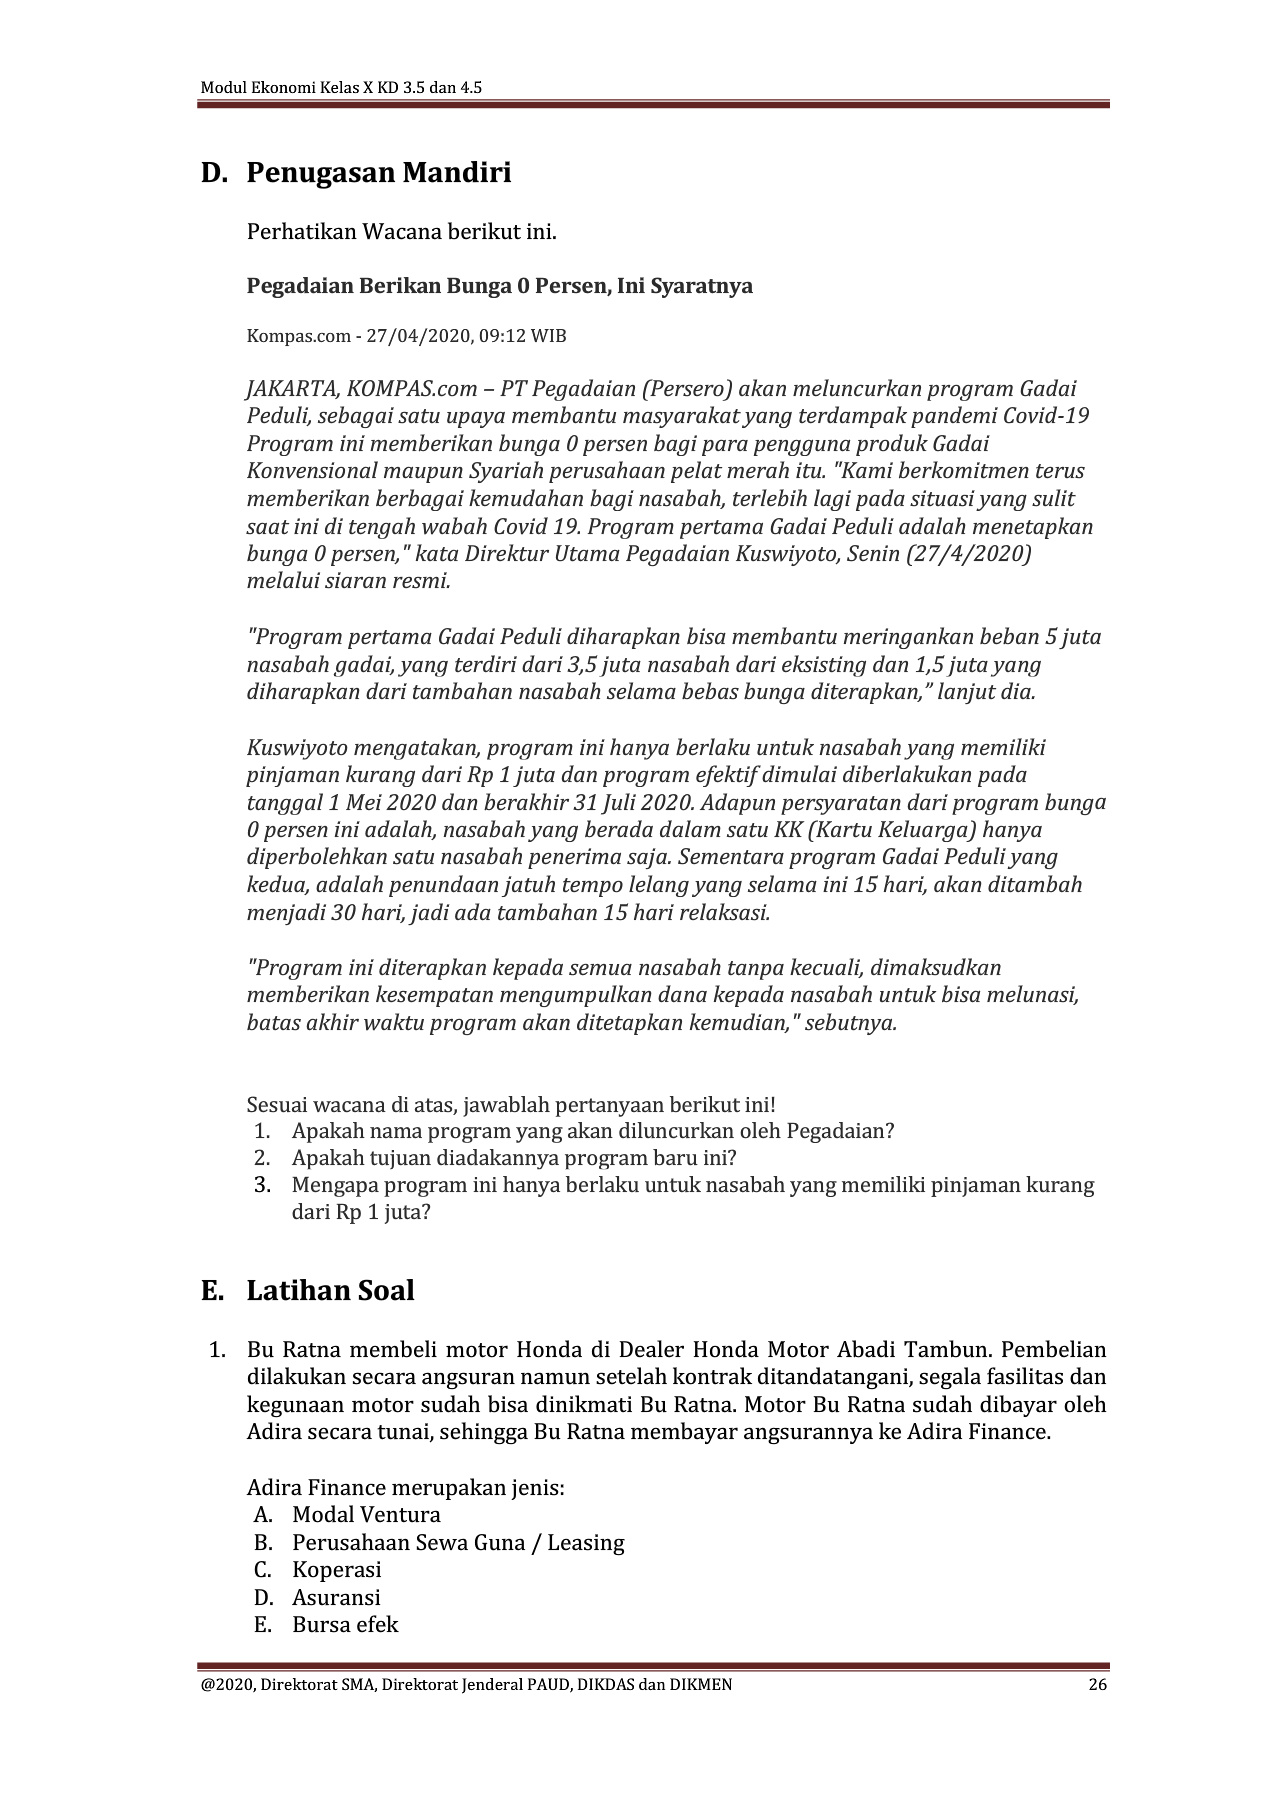 Modul Ekonomi Kelas X KD 3.5 dan 4.5
D. Penugasan Mandiri
Perhatikan Wacana berikut ini.
Pegadaian Berikan Bunga 0 Persen, Ini Syaratnya
Kompas.com - 27/04/2020, 09:12 WIB
JAKARTA, KOMPAS.com – PT Pegadaian (Persero) akan meluncurkan program Gadai
Peduli, sebagai satu upaya membantu masyarakat yang terdampak pandemi Covid-19
Program ini memberikan bunga 0 persen bagi para pengguna produk Gadai
Konvensional maupun Syariah perusahaan pelat merah itu. "Kami berkomitmen terus
memberikan berbagai kemudahan bagi nasabah, terlebih lagi pada situasi yang sulit
saat ini di tengah wabah Covid 19. Program pertama Gadai Peduli adalah menetapkan
bunga 0 persen," kata Direktur Utama Pegadaian Kuswiyoto, Senin (27/4/2020)
melalui siaran resmi.
"Program pertama Gadai Peduli diharapkan bisa membantu meringankan beban 5 juta
nasabah gadai, yang terdiri dari 3,5 juta nasabah dari eksisting dan 1,5 juta yang
diharapkan dari tambahan nasabah selama bebas bunga diterapkan,” lanjut dia.
Kuswiyoto mengatakan, program ini hanya berlaku untuk nasabah yang memiliki
pinjaman kurang dari Rp 1 juta dan program efektif dimulai diberlakukan pada
tanggal 1 Mei 2020 dan berakhir 31 Juli 2020. Adapun persyaratan dari program bunga
0 persen ini adalah, nasabah yang berada dalam satu KK (Kartu Keluarga) hanya
diperbolehkan satu nasabah penerima saja. Sementara program Gadai Peduli yang
kedua, adalah penundaan jatuh tempo lelang yang selama ini 15 hari, akan ditambah
menjadi 30 hari, jadi ada tambahan 15 hari relaksasi.
"Program ini diterapkan kepada semua nasabah tanpa kecuali, dimaksudkan
memberikan kesempatan mengumpulkan dana kepada nasabah untuk bisa melunasi,
batas akhir waktu program akan ditetapkan kemudian," sebutnya.
Sesuai wacana di atas, jawablah pertanyaan berikut ini!
1. Apakah nama program yang akan diluncurkan oleh Pegadaian?
2. Apakah tujuan diadakannya program baru ini?
3. Mengapa program ini hanya berlaku untuk nasabah yang memiliki pinjaman kurang
dari Rp 1 juta?
E. Latihan Soal
1. Bu Ratna membeli motor Honda di Dealer Honda Motor Abadi Tambun. Pembelian
dilakukan secara angsuran namun setelah kontrak ditandatangani, segala fasilitas dan
kegunaan motor sudah bisa dinikmati Bu Ratna. Motor Bu Ratna sudah dibayar oleh
Adira secara tunai, sehingga Bu Ratna membayar angsurannya ke Adira Finance.
Adira Finance merupakan jenis:
A. Modal Ventura
B. Perusahaan Sewa Guna / Leasing
C. Koperasi
D. Asuransi
E. Bursa efek
@2020, Direktorat SMA, Direktorat Jenderal PAUD, DIKDAS dan DIKMEN 26